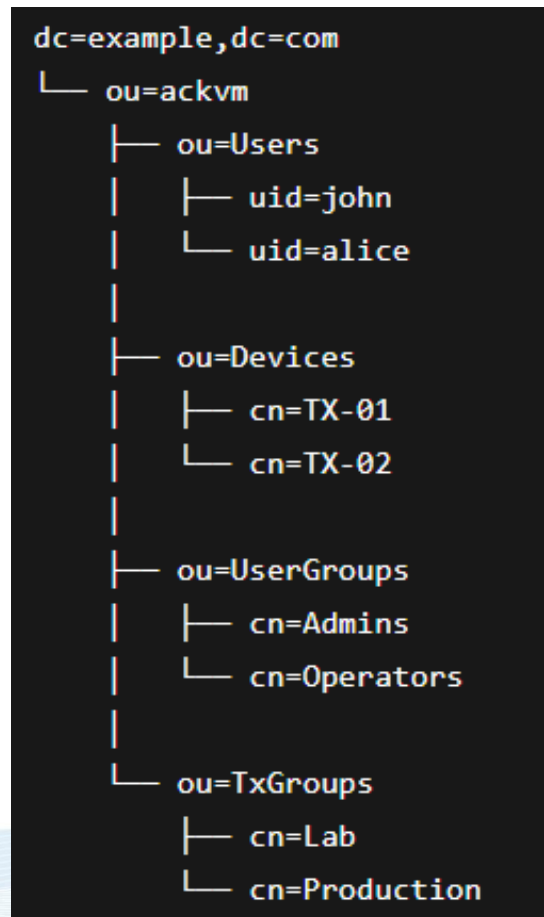 dc=example,dc=com
└── ou=ackvm
    ├── ou=Users
    │   ├── uid=john
    │   └── uid=alice
    │
    ├── ou=Devices
    │   ├── cn=TX-01
    │   └── cn=TX-02
    │
    ├── ou=UserGroups
    │   ├── cn=Admins
    │   └── cn=Operators
    │
    └── ou=TxGroups
        ├── cn=Lab
        └── cn=Production